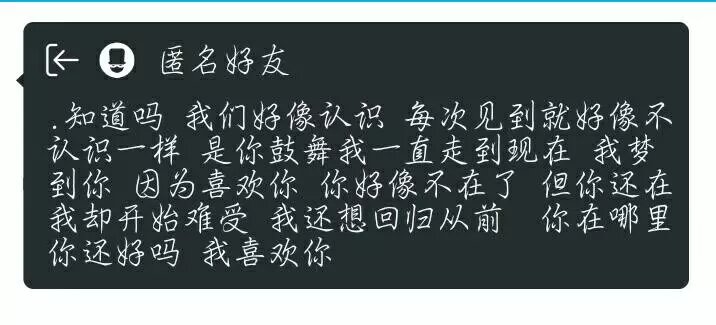 匿名好友
.知道吗 我们好像认识 每次见到就好像不
认识一样 是你鼓舞我一直走到现在 我梦
到你 因为喜欢你 你好像不在了 但你还在
我却开始难受 我还想回归从前 你在哪里
你还好吗 我喜欢你